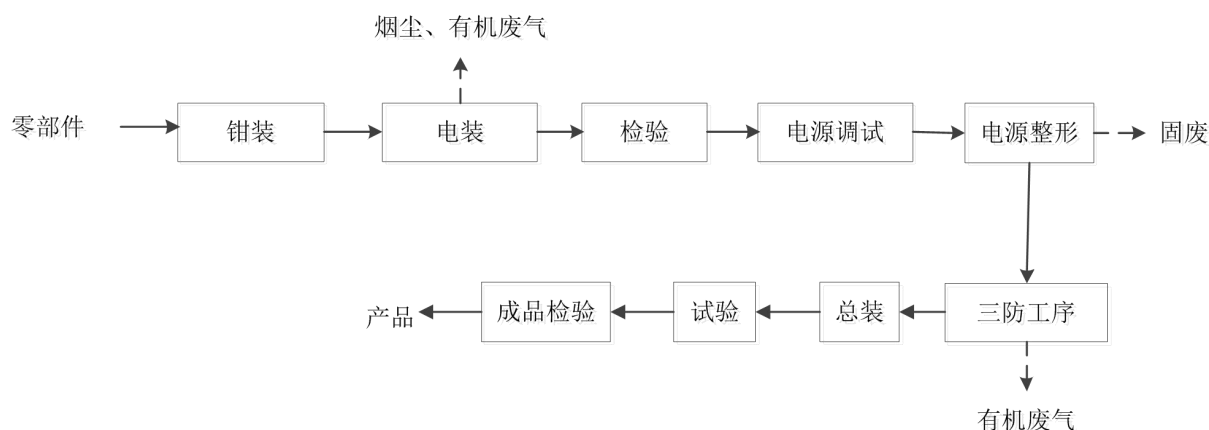 烟尘、有机废气
零部件
钳装
电装
检验
电源调试
电源整形
固废
产品
成品检验
试验
总装
三防工序
有机废气